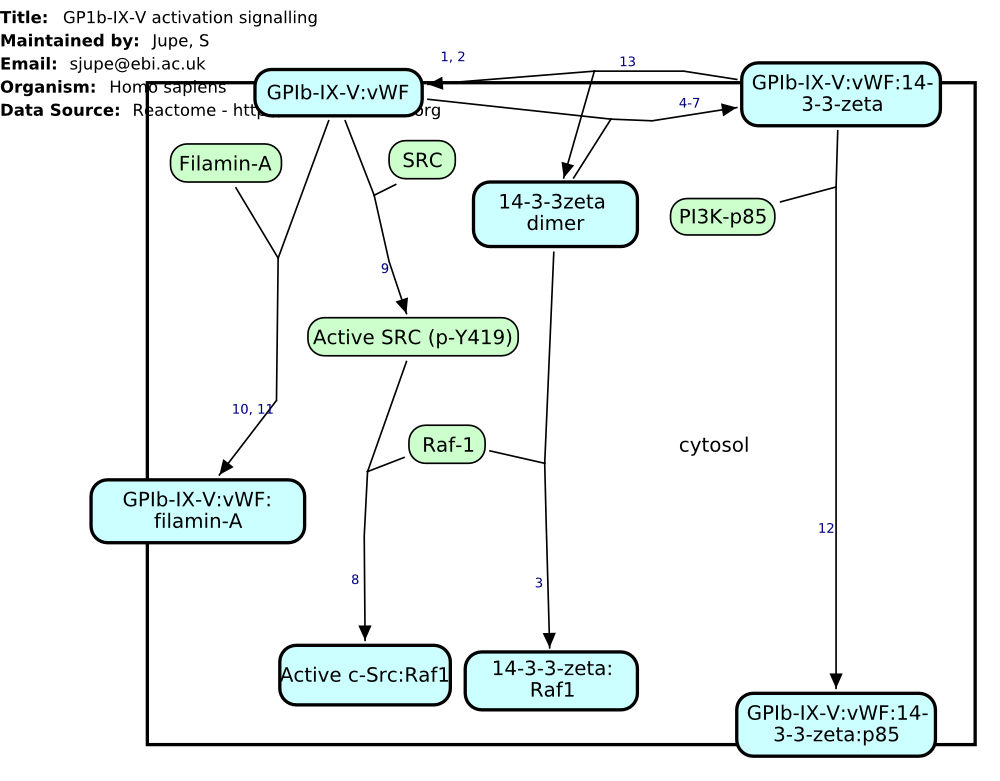 Title: GP1b-IX-V activation signalling
Maintained by: Jupe, S
Email: sjupe@ebi.ac.uk
Organism: Homo sapiens
Data Source: Reactome - http org
1, 2
13
4-7
GPIb-IX-V:vWF
GPIb-IX-V:vWF:14-
3-3-zeta
Filamin-A
SRC
14-3-3zeta
dimer
PI3K-p85
9
Active SRC (p-Y419)
10, 11
Raf-1
cytosol
GPIb-IX-V:vWF:
filamin-A
12
8
3
Active c-Src:Raf1
14-3-3-zeta:
Raf1
GPIb-IX-V:vWF:14-
3-3-zeta:p85